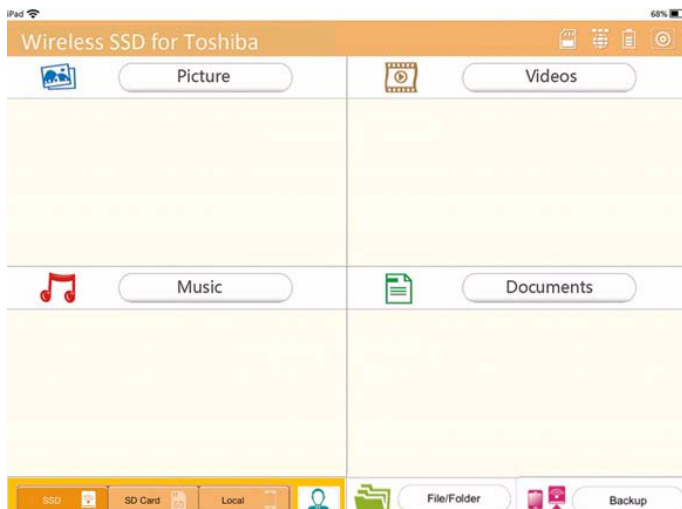 iPad 68%
Wireless SSD for Toshiba
Picture Videos
Music Documents
SSD SD Card Local File/Folder Backup